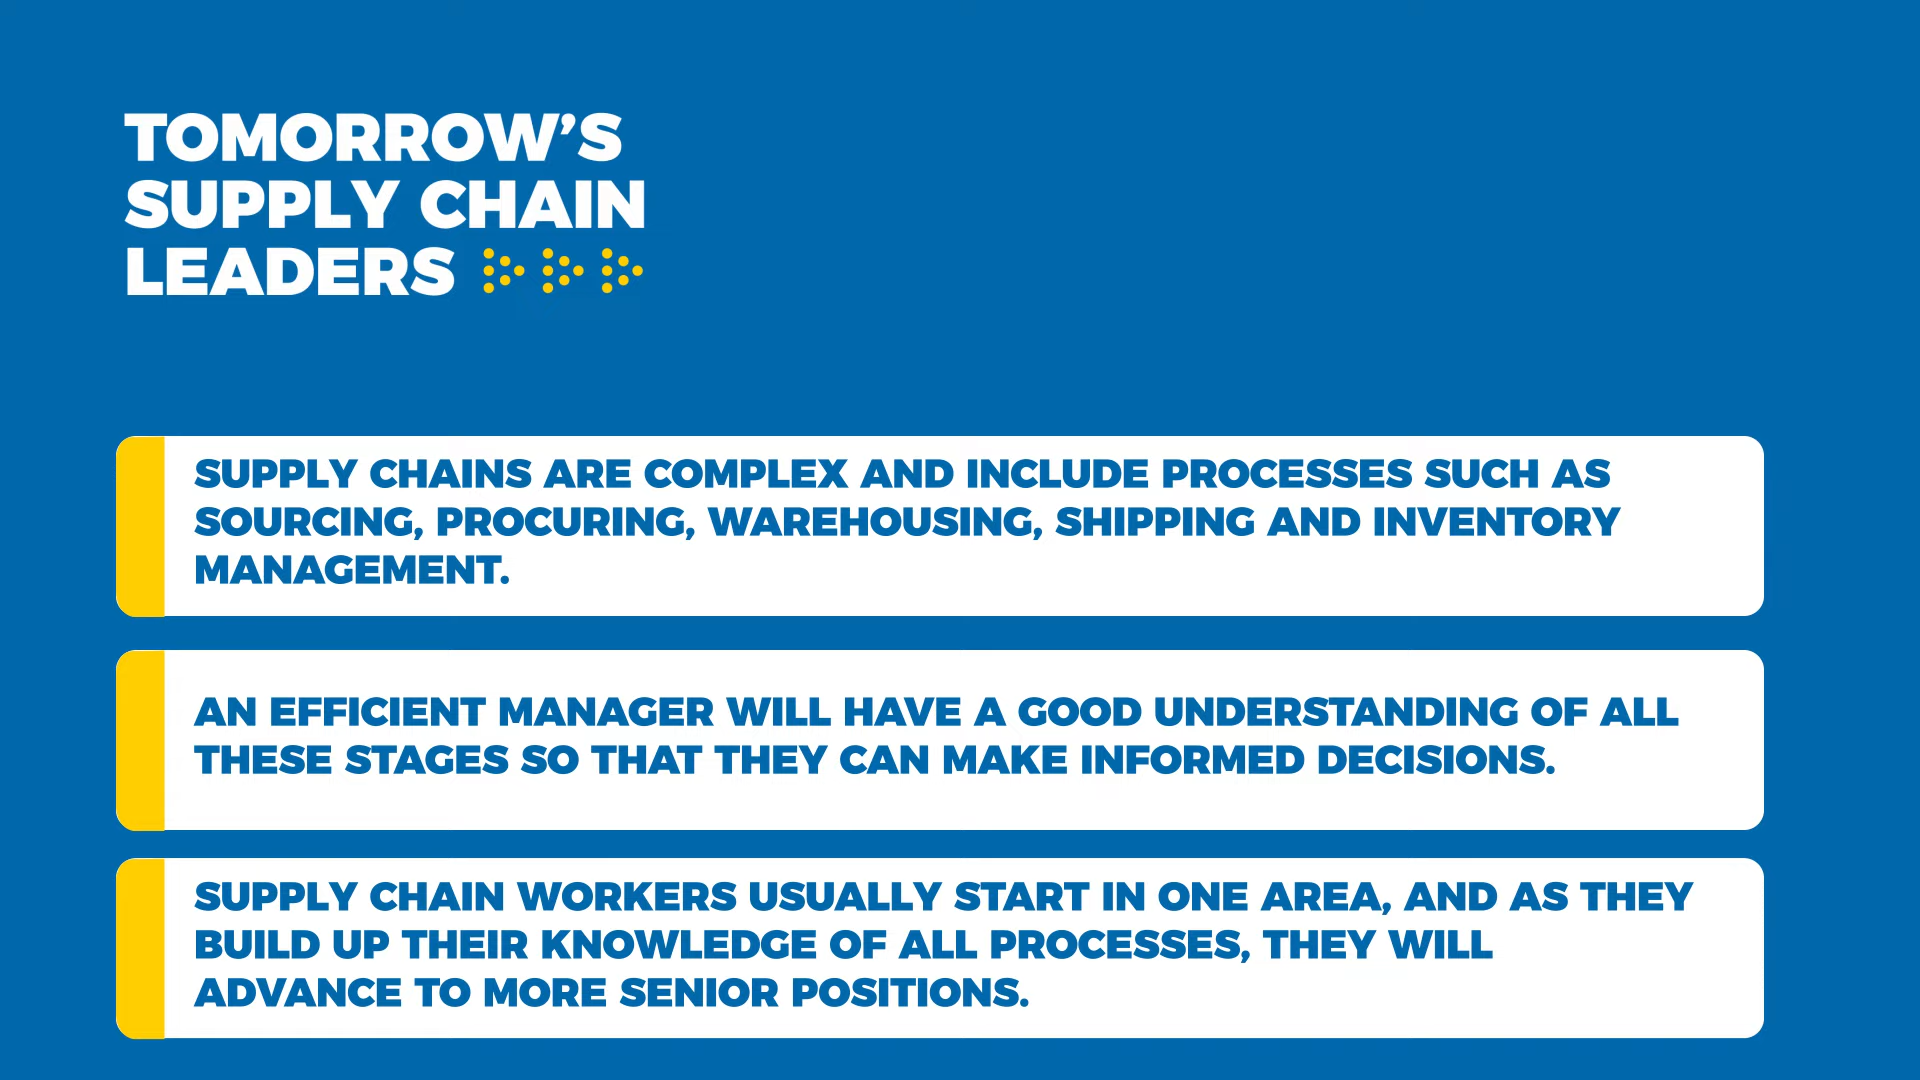 TOMORROW’S
SUPPLY CHAIN
LEADERS
SUPPLY CHAINS ARE COMPLEX AND INCLUDE PROCESSES SUCH AS
SOURCING, PROCURING, WAREHOUSING, SHIPPING AND INVENTORY
MANAGEMENT.
AN EFFICIENT MANAGER WILL HAVE A GOOD UNDERSTANDING OF ALL
THESE STAGES SO THAT THEY CAN MAKE INFORMED DECISIONS.
SUPPLY CHAIN WORKERS USUALLY START IN ONE AREA, AND AS THEY
BUILD UP THEIR KNOWLEDGE OF ALL PROCESSES, THEY WILL
ADVANCE TO MORE SENIOR POSITIONS.